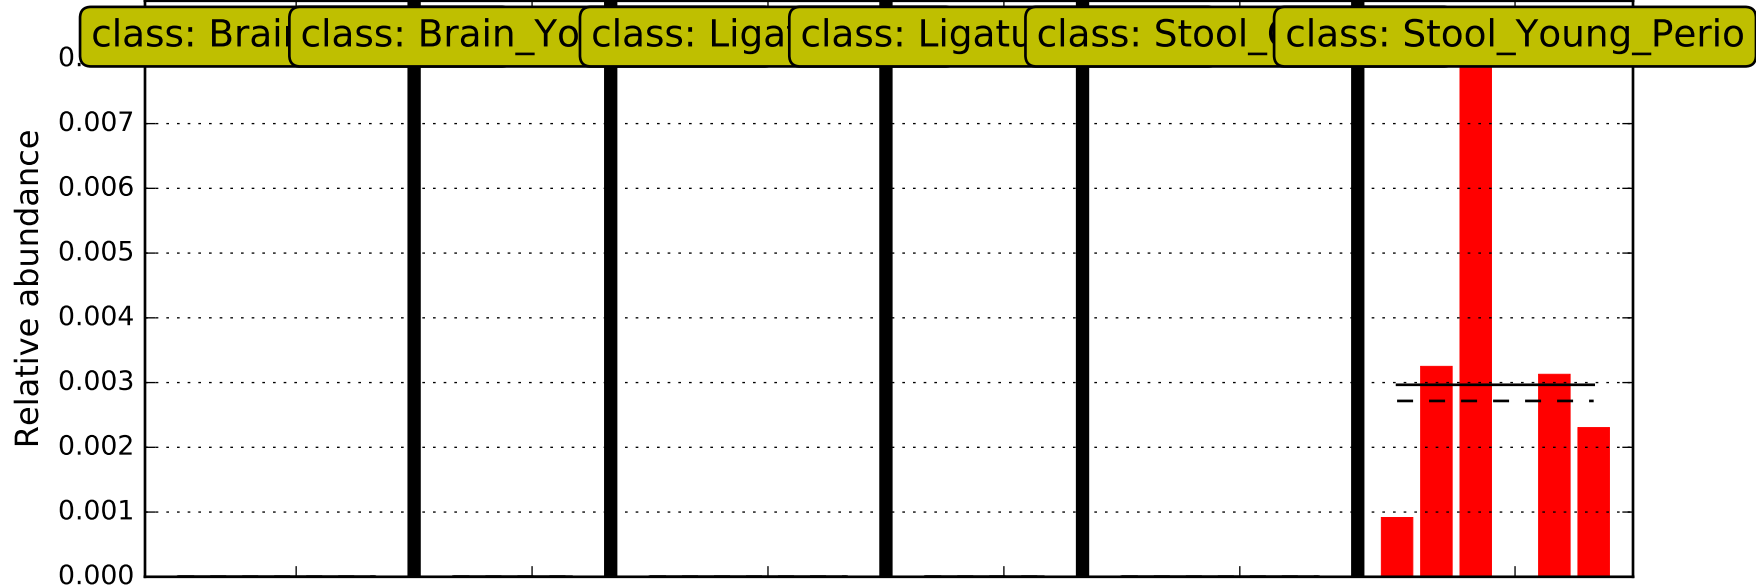 class: Brain
class: Brain_Yo
class: Liga
class: Ligatu
class: Stool_
class: Stool_Young_Perio
0.007
0.006
0.005
0.004
0.003
0.002
0.001
0.000
Relative abundance